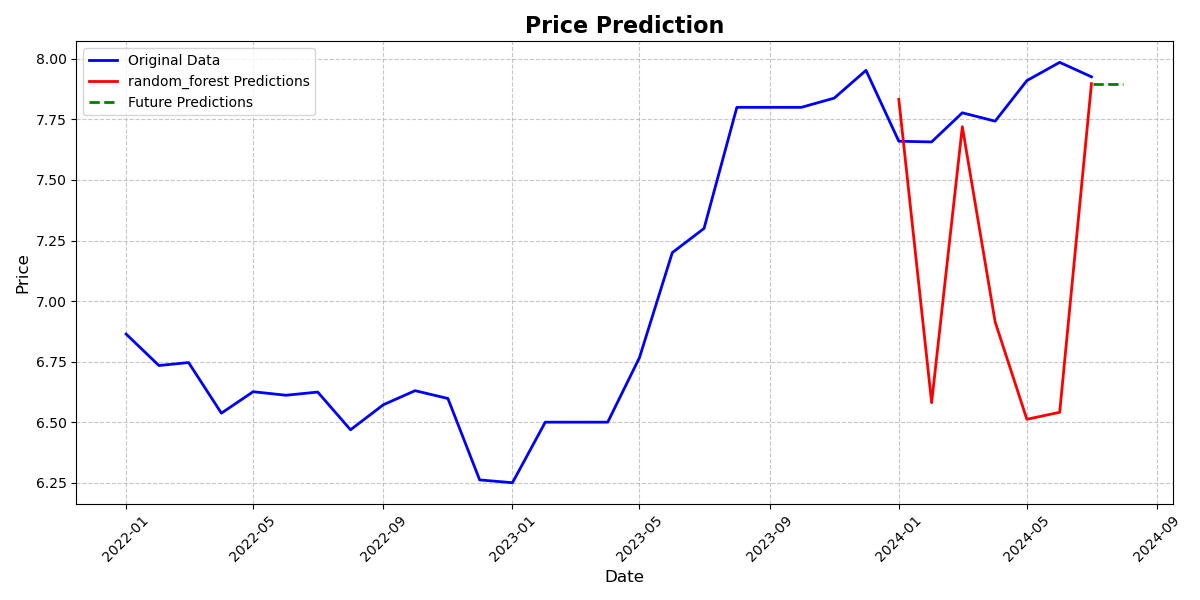 Price Prediction
Original Data
random_forest Predictions
Future Predictions
8.00
7.75
7.50
7.25
7.00
6.75
6.50
6.25
Price
2022-01
2022-05
2022-09
2023-01
2023-05
2023-09
2024-01
2024-05
2024-09
Date